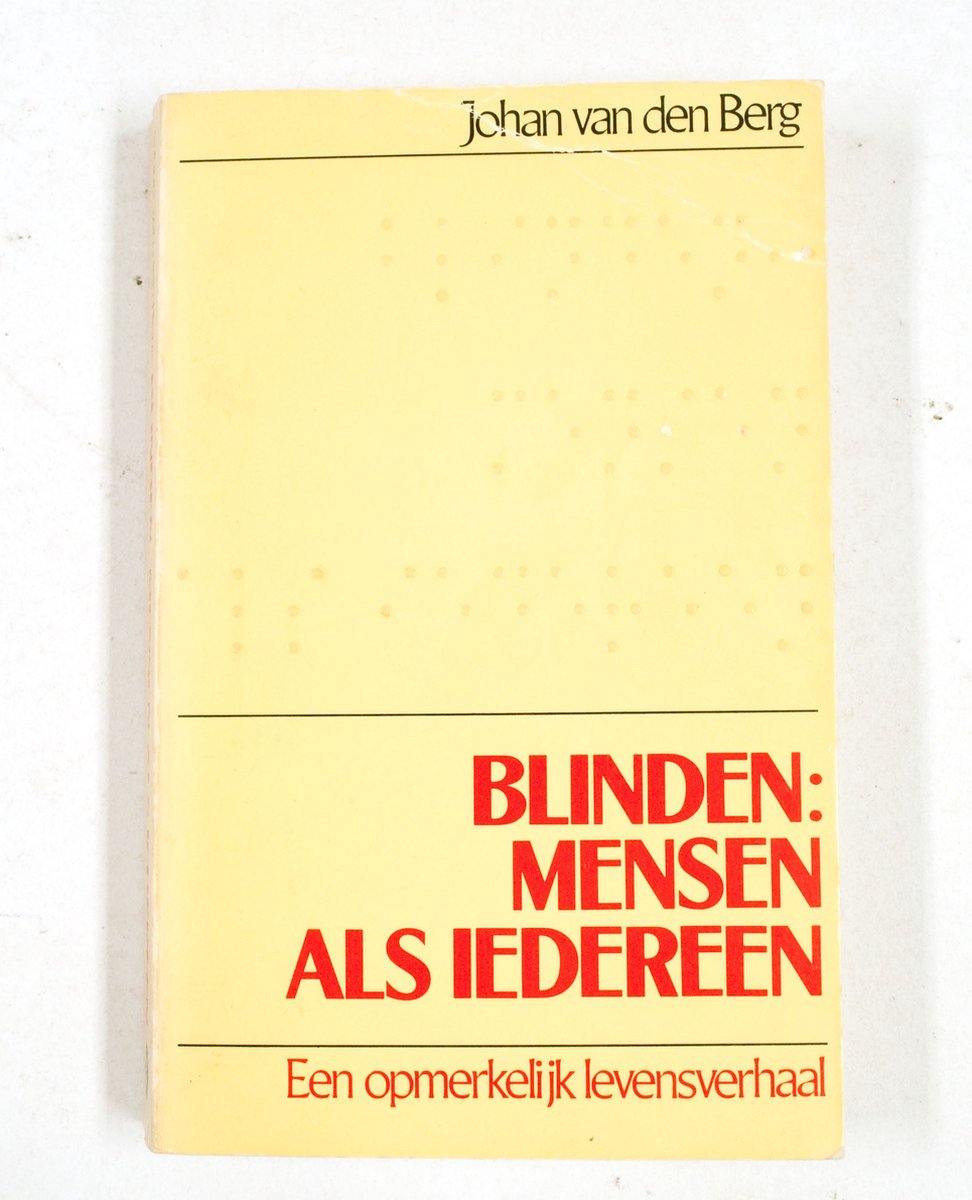 Johan van den Berg
⠃⠇⠊⠝⠙⠑⠝⠒
⠍⠑⠝⠎⠑⠝
⠁⠇⠎ ⠊⠑⠙⠑⠗⠑⠑⠝
BLINDEN:
MENSEN
ALS IEDEREEN
Een opmerkelijk levensverhaal